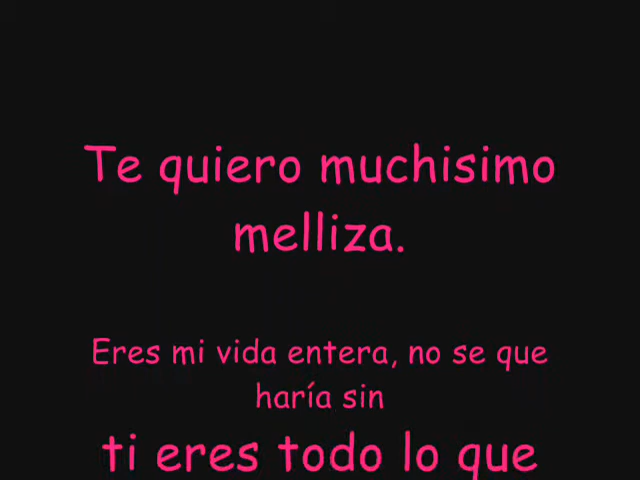 Te quiero muchisimo
melliza.
Eres mi vida entera, no se que
haría sin
ti eres todo lo que